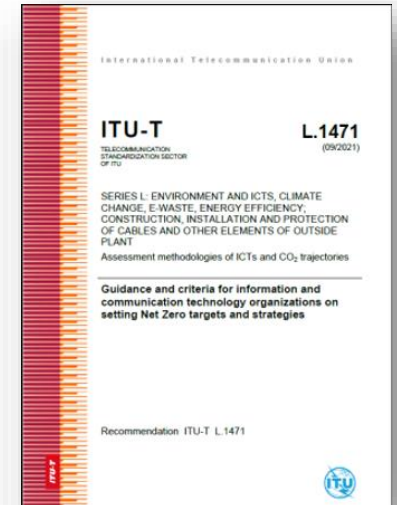 International Telecommunication Union
ITU-T
L.1471
TELECOMMUNICATION
STANDARDIZATION SECTOR
OF ITU
(09/2021)
SERIES L: ENVIRONMENT AND ICTS, CLIMATE
CHANGE, E-WASTE, ENERGY EFFICIENCY;
CONSTRUCTION, INSTALLATION AND PROTECTION
OF CABLES AND OTHER ELEMENTS OF OUTSIDE
PLANT
Assessment methodologies of ICTs and CO₂ trajectories
Guidance and criteria for information and
communication technology organizations on
setting Net Zero targets and strategies
Recommendation ITU-T L.1471
ITU-T
ITU